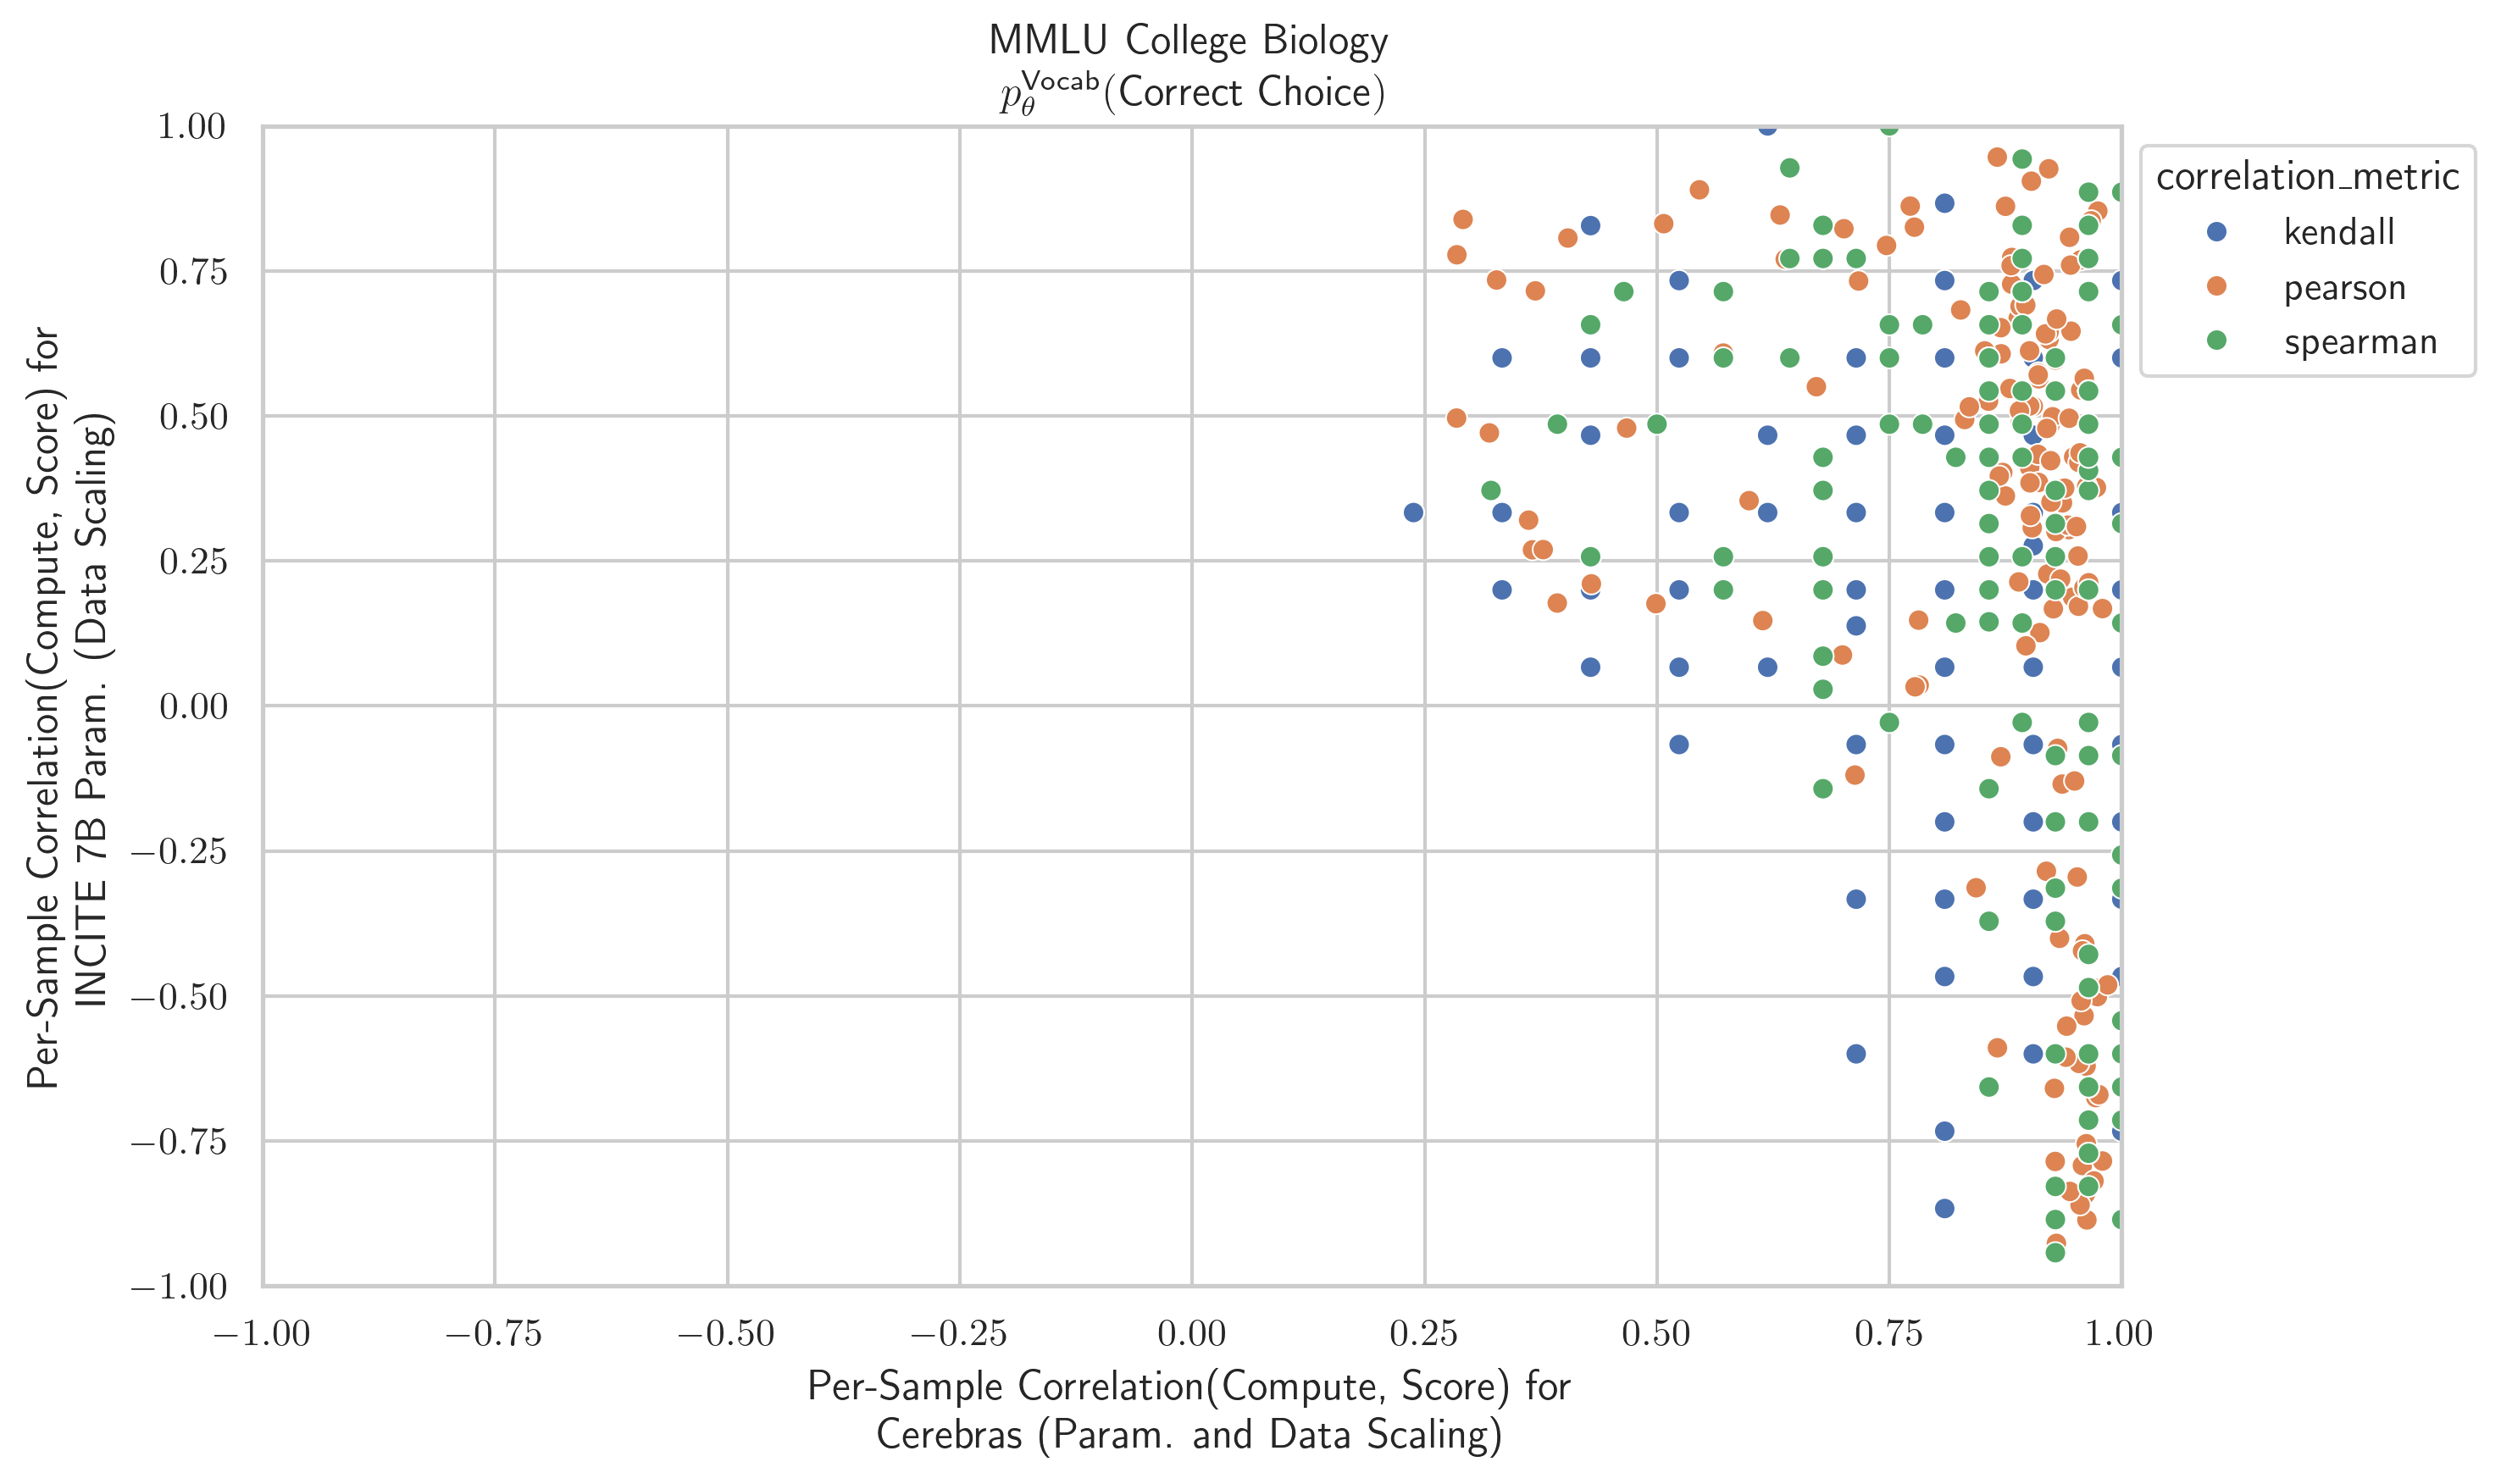 MMLU College Biology
p_θ^Vocab(Correct Choice)
Per-Sample Correlation(Compute, Score) for
INCITE 7B Param. (Data Scaling)
1.00
0.75
0.50
0.25
0.00
−0.25
−0.50
−0.75
−1.00
correlation_metric
kendall
pearson
spearman
−1.00 −0.75 −0.50 −0.25 0.00 0.25 0.50 0.75 1.00
Per-Sample Correlation(Compute, Score) for
Cerebras (Param. and Data Scaling)